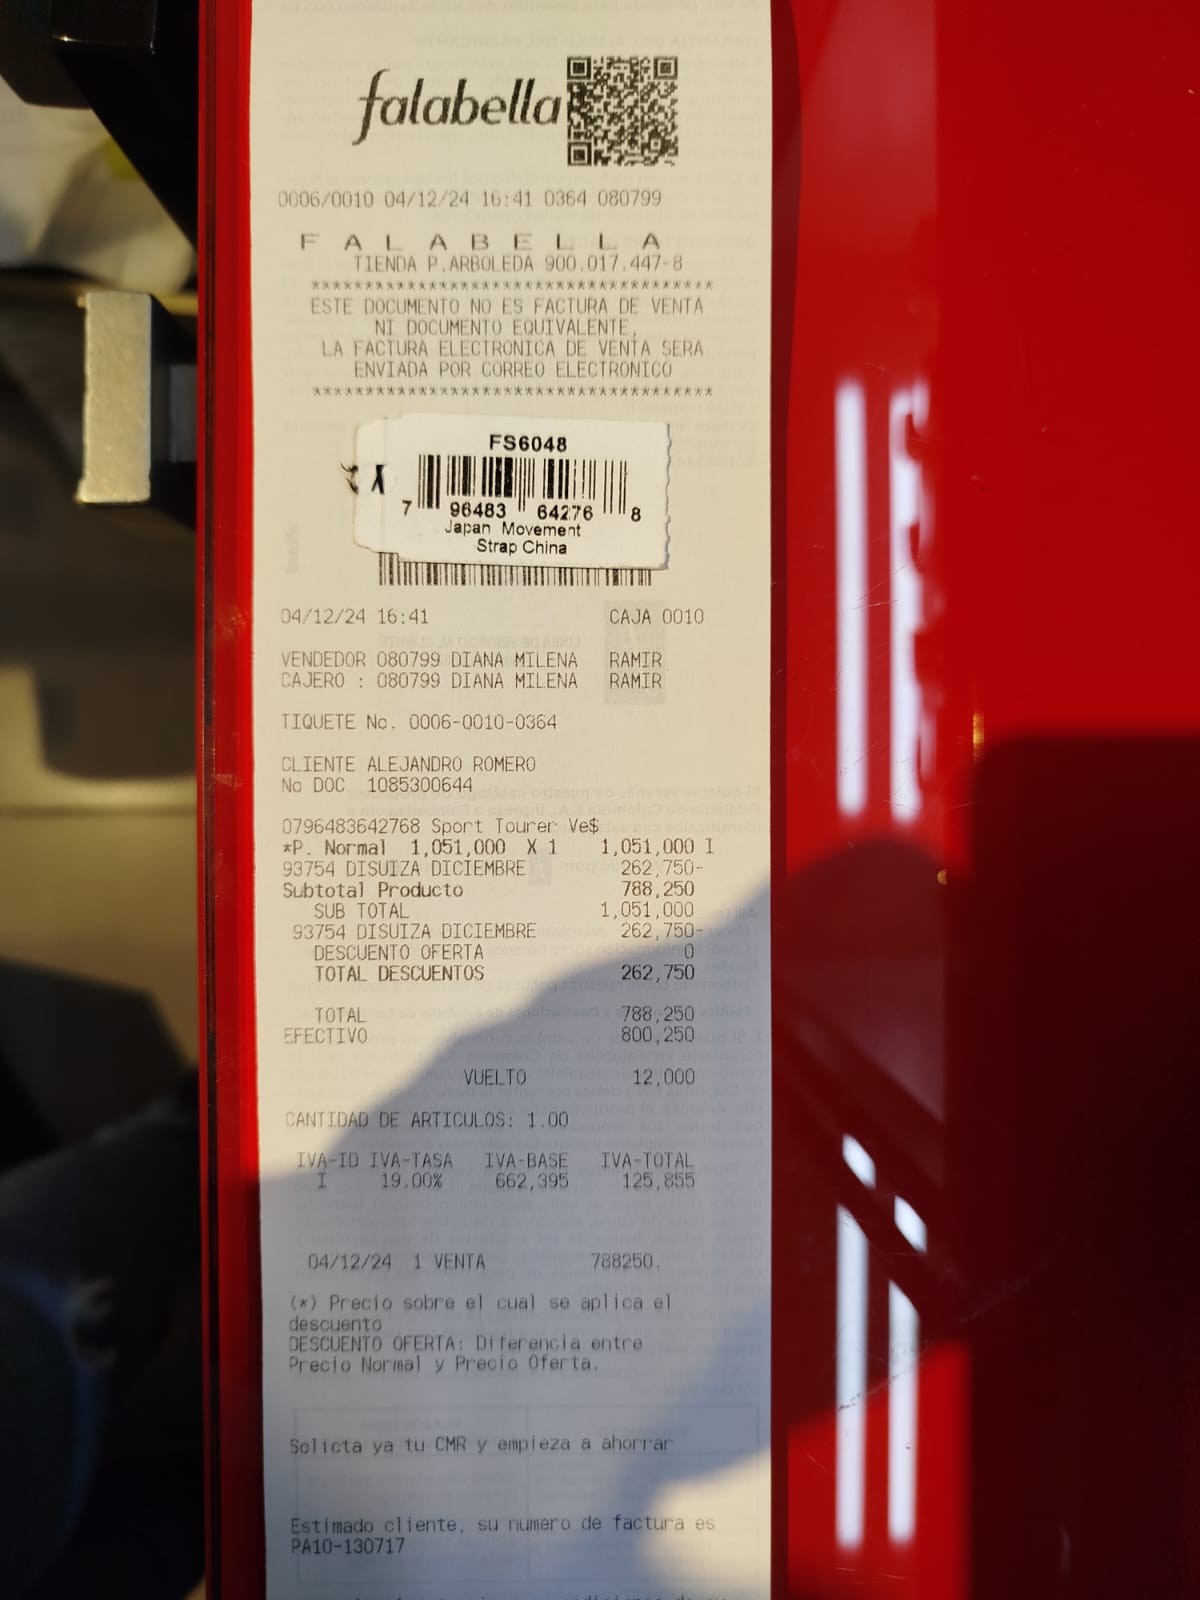 falabella
0006/0010 04/12/24 16:41 0364 080799
F A L A B E L L A
TIENDA P.ARBOLEDA 900.017.447-8
**************************************
ESTE DOCUMENTO NO ES FACTURA DE VENTA
NI DOCUMENTO EQUIVALENTE,
LA FACTURA ELECTRONICA DE VENTA SERA
ENVIADA POR CORREO ELECTRONICO
**************************************
FS6048
7 96483 64276 8
Japan Movement
Strap China
04/12/24 16:41 CAJA 0010
VENDEDOR 080799 DIANA MILENA RAMIR
CAJERO : 080799 DIANA MILENA RAMIR
TIQUETE No. 0006-0010-0364
CLIENTE ALEJANDRO ROMERO
No DOC 1085300644
0796483642768 Sport Tourer Ve$
*P. Normal 1,051,000 X 1 1,051,000 I
93754 DISUIZA DICIEMBRE 262,750-
Subtotal Producto 788,250
SUB TOTAL 1,051,000
93754 DISUIZA DICIEMBRE 262,750-
DESCUENTO OFERTA 0
TOTAL DESCUENTOS 262,750
TOTAL 788,250
EFECTIVO 800,250
VUELTO 12,000
CANTIDAD DE ARTICULOS: 1.00
IVA-ID IVA-TASA IVA-BASE IVA-TOTAL
I 19.00% 662,395 125,855
04/12/24 1 VENTA 788250.
(*) Precio sobre el cual se aplica el
descuento
DESCUENTO OFERTA: Diferencia entre
Precio Normal y Precio Oferta.
Solicta ya tu CMR y empieza a ahorrar
Estimado cliente, su numero de factura es
PA10-130717